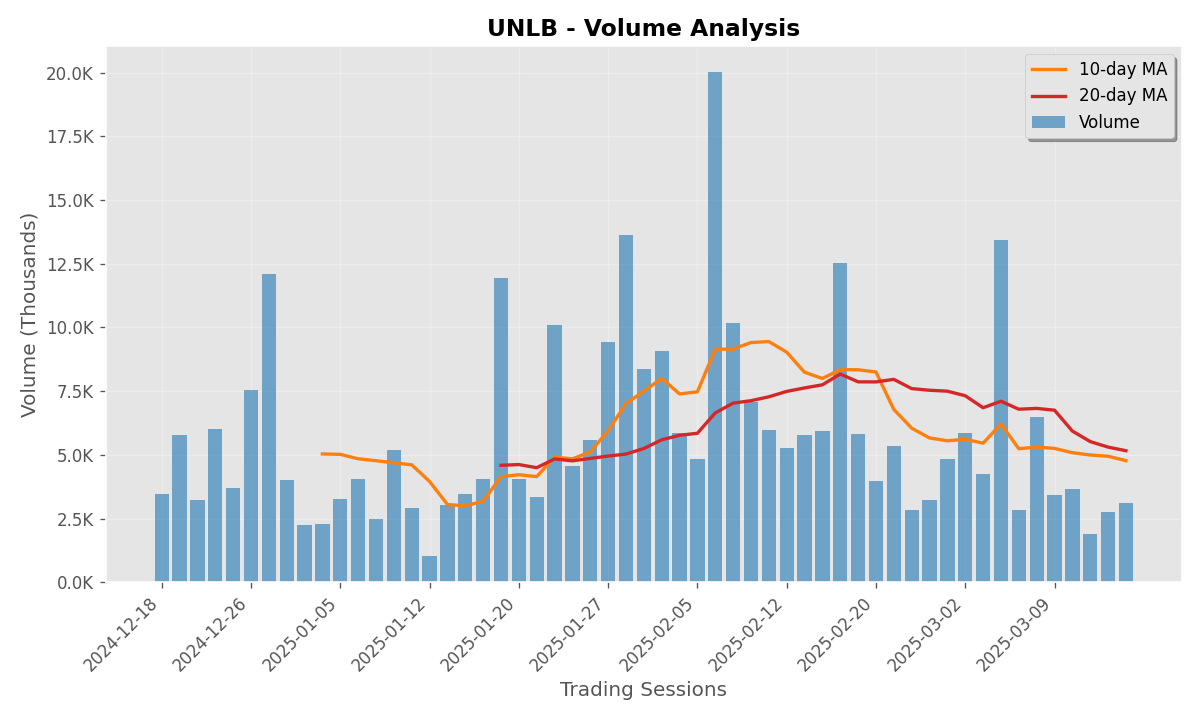 UNLB - Volume Analysis
10-day MA
20-day MA
Volume
Volume (Thousands)
20.0K
17.5K
15.0K
12.5K
10.0K
7.5K
5.0K
2.5K
0.0K
2024-12-18
2024-12-26
2025-01-05
2025-01-12
2025-01-20
2025-01-27
2025-02-05
2025-02-12
2025-02-20
2025-03-02
2025-03-09
Trading Sessions